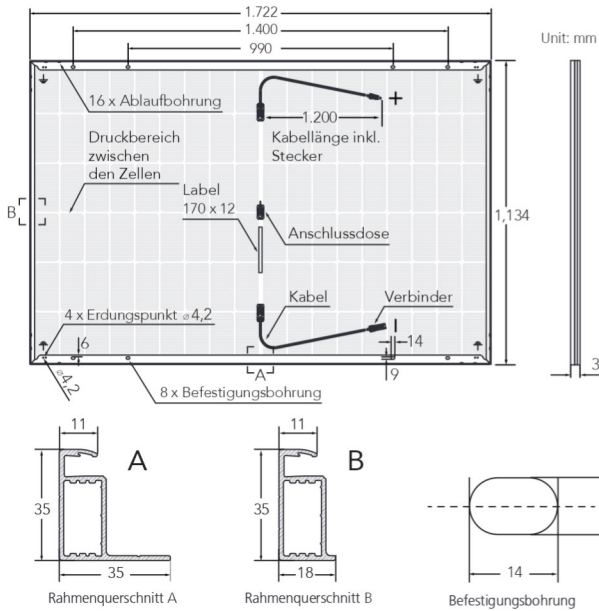 1.722
1.400
990
Unit: mm
16 x Ablaufbohrung
+
1.200
Kabellänge inkl.
Stecker
Druckbereich
zwischen
den Zellen
Label
170 x 12
B
1,134
Anschlussdose
Kabel
Verbinder
4 x Erdungspunkt ⌀4,2
6
-
14
⌀4,2
A
9
8 x Befestigungsbohrung
3
11
A
35
35
Rahmenquerschnitt A
11
B
35
18
Rahmenquerschnitt B
14
Befestigungsbohrung